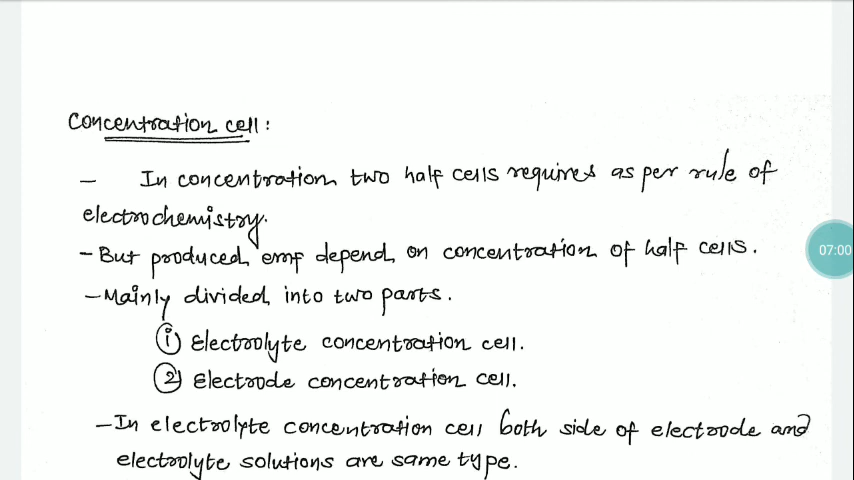 Concentration cell:
- In concentration two half cells requires as per rule of
electrochemistry.
- But produced emf depend on concentration of half cells.
07:00
- Mainly divided into two parts.
① Electrolyte concentration cell.
② Electrode concentration cell.
- In electrolyte concentration cell both side of electrode and
electrolyte solutions are same type.